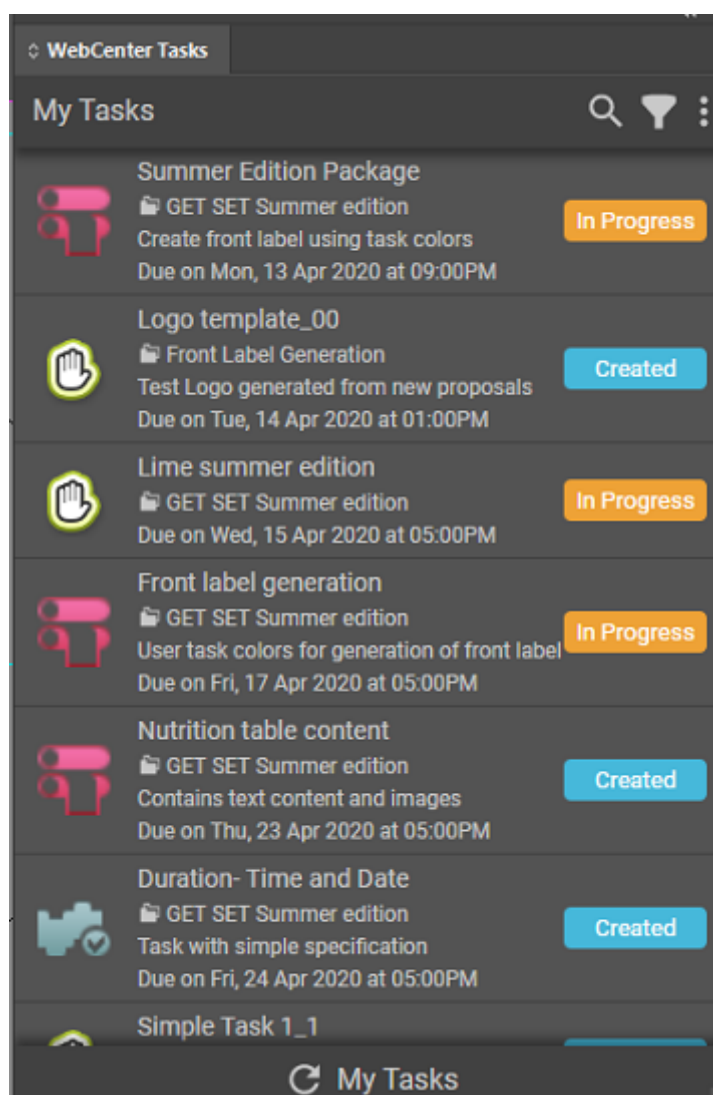 WebCenter Tasks
My Tasks
Summer Edition Package
GET SET Summer edition
Create front label using task colors
Due on Mon, 13 Apr 2020 at 09:00PM
In Progress
Logo template_00
Front Label Generation
Test Logo generated from new proposals
Due on Tue, 14 Apr 2020 at 01:00PM
Created
Lime summer edition
GET SET Summer edition
Due on Wed, 15 Apr 2020 at 05:00PM
In Progress
Front label generation
GET SET Summer edition
User task colors for generation of front label
Due on Fri, 17 Apr 2020 at 05:00PM
In Progress
Nutrition table content
GET SET Summer edition
Contains text content and images
Due on Thu, 23 Apr 2020 at 05:00PM
Created
Duration- Time and Date
GET SET Summer edition
Task with simple specification
Due on Fri, 24 Apr 2020 at 05:00PM
Created
Simple Task 1_1
My Tasks